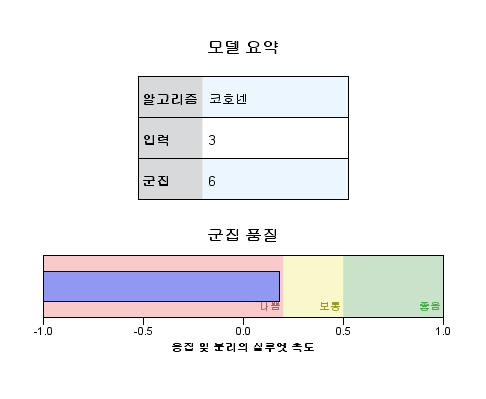 모델 요약
알고리즘 코호넨
입력 3
군집 6
군집 품질
나쁨 보통 좋음
-1.0 -0.5 0.0 0.5 1.0
응집 및 분리의 실루엣 측도